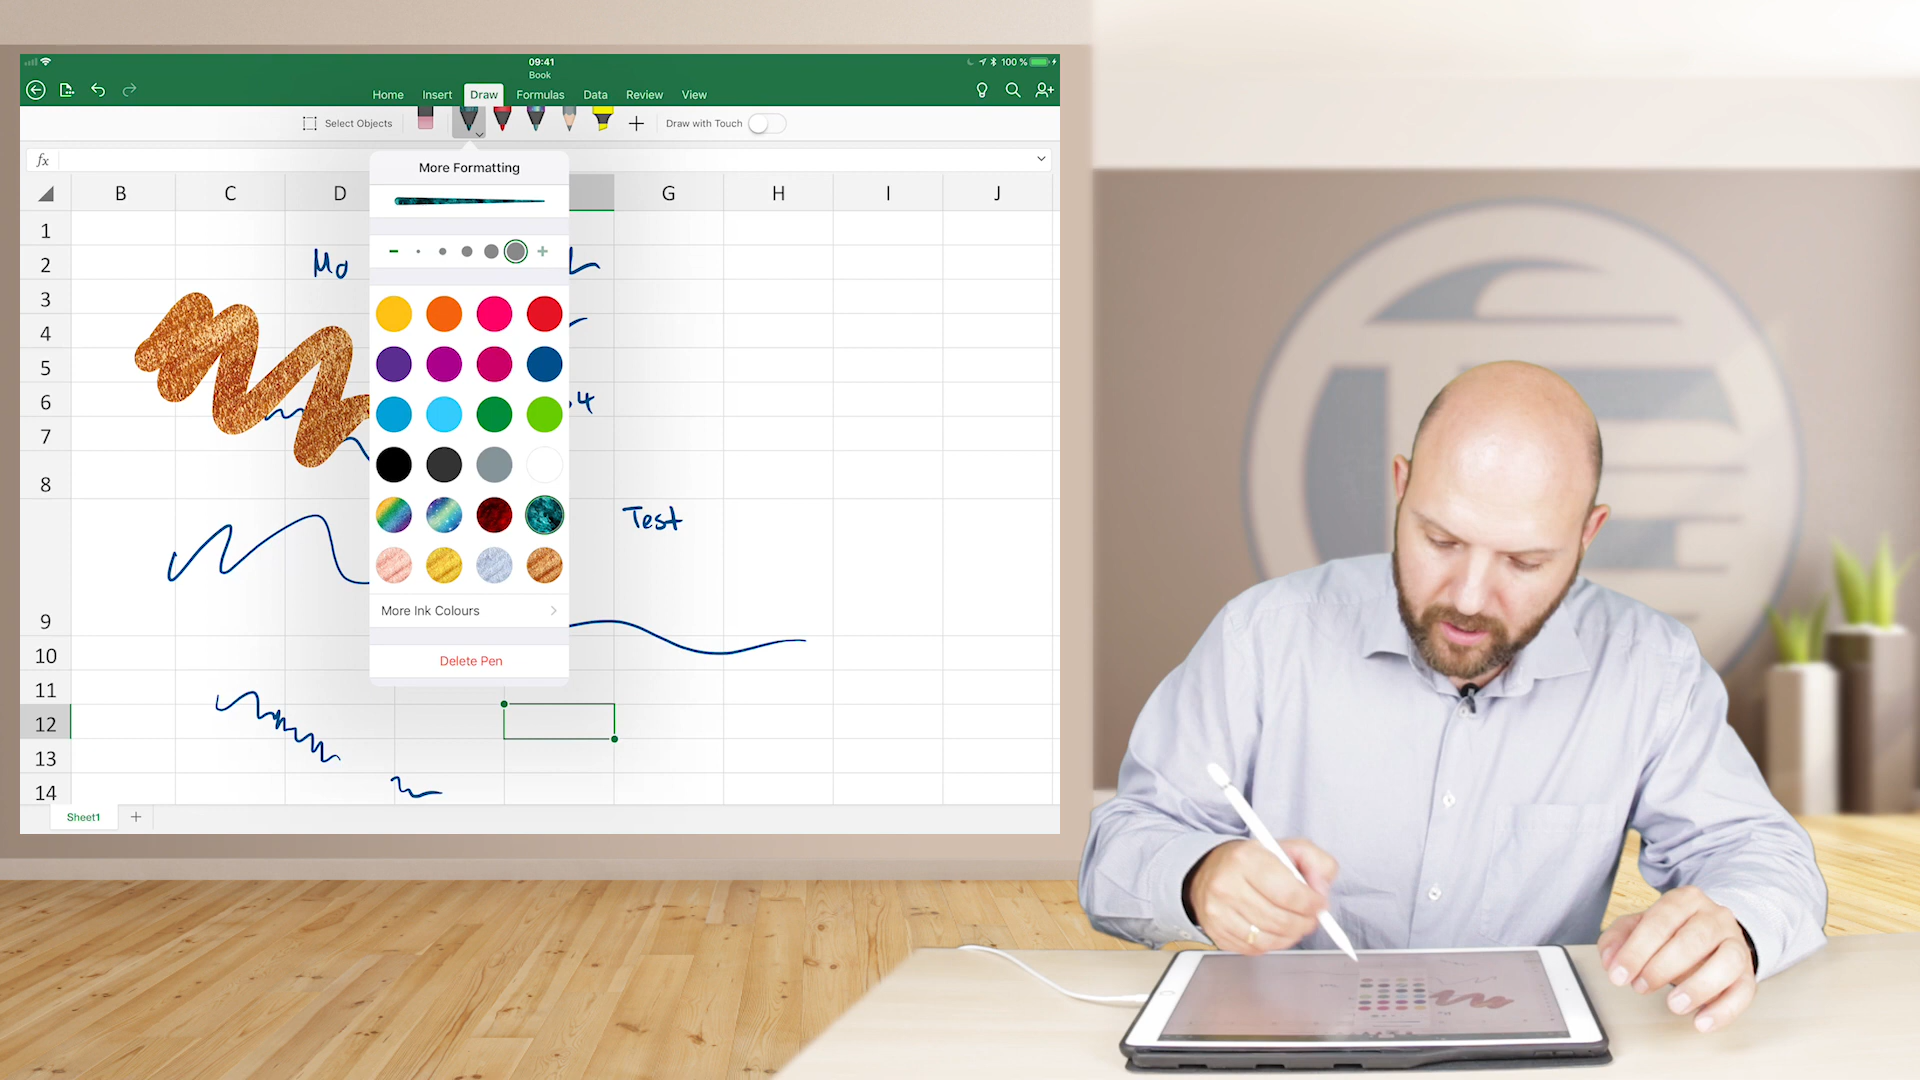 09:41
100 %
Book
Home Insert Draw Formulas Data Review View
Select Objects
Draw with Touch
fx
More Formatting
B C D G H I J
1
2
3
4
5
6
7
8
9
10
11
12
13
14
Mo
4
Test
More Ink Colours
Delete Pen
Sheet1